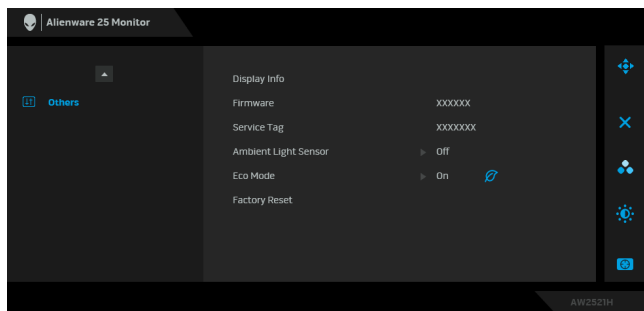 Alienware 25 Monitor
Others
Display Info
Firmware XXXXXX
Service Tag XXXXXXX
Ambient Light Sensor Off
Eco Mode On
Factory Reset
AW2521H